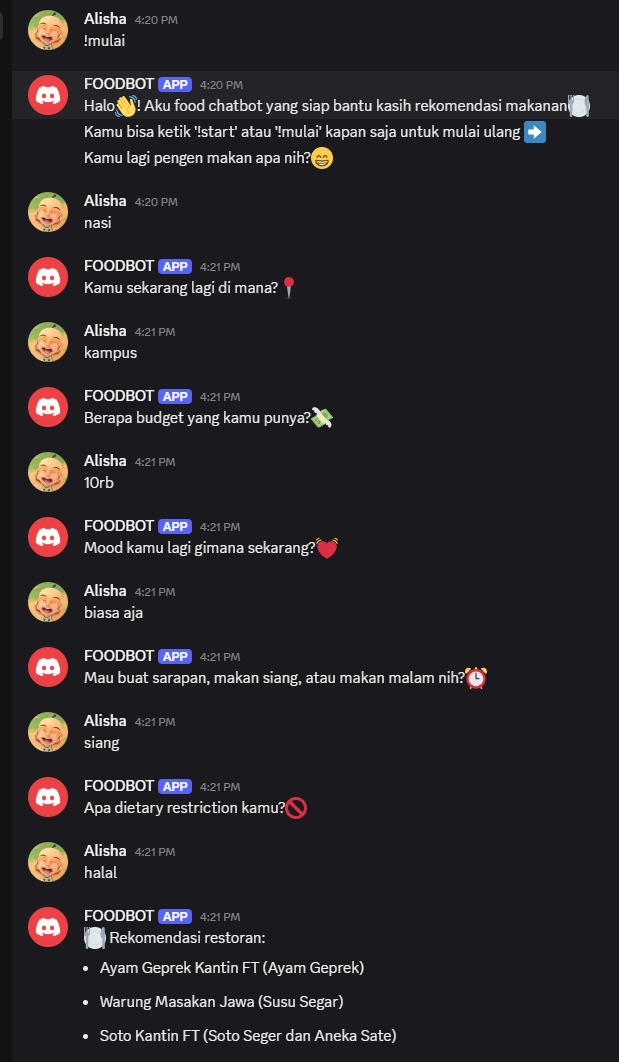 Alisha 4:20 PM
!mulai
FOODBOT APP 4:20 PM
Halo👋! Aku food chatbot yang siap bantu kasih rekomendasi makanan🍽️
Kamu bisa ketik '!start' atau '!mulai' kapan saja untuk mulai ulang ➡️
Kamu lagi pengen makan apa nih?😁
Alisha 4:20 PM
nasi
FOODBOT APP 4:21 PM
Kamu sekarang lagi di mana?📍
Alisha 4:21 PM
kampus
FOODBOT APP 4:21 PM
Berapa budget yang kamu punya?💸
Alisha 4:21 PM
10rb
FOODBOT APP 4:21 PM
Mood kamu lagi gimana sekarang?💓
Alisha 4:21 PM
biasa aja
FOODBOT APP 4:21 PM
Mau buat sarapan, makan siang, atau makan malam nih?⏰
Alisha 4:21 PM
siang
FOODBOT APP 4:21 PM
Apa dietary restriction kamu?🚫
Alisha 4:21 PM
halal
FOODBOT APP 4:21 PM
🍽️ Rekomendasi restoran:
• Ayam Geprek Kantin FT (Ayam Geprek)
• Warung Masakan Jawa (Susu Segar)
• Soto Kantin FT (Soto Seger dan Aneka Sate)